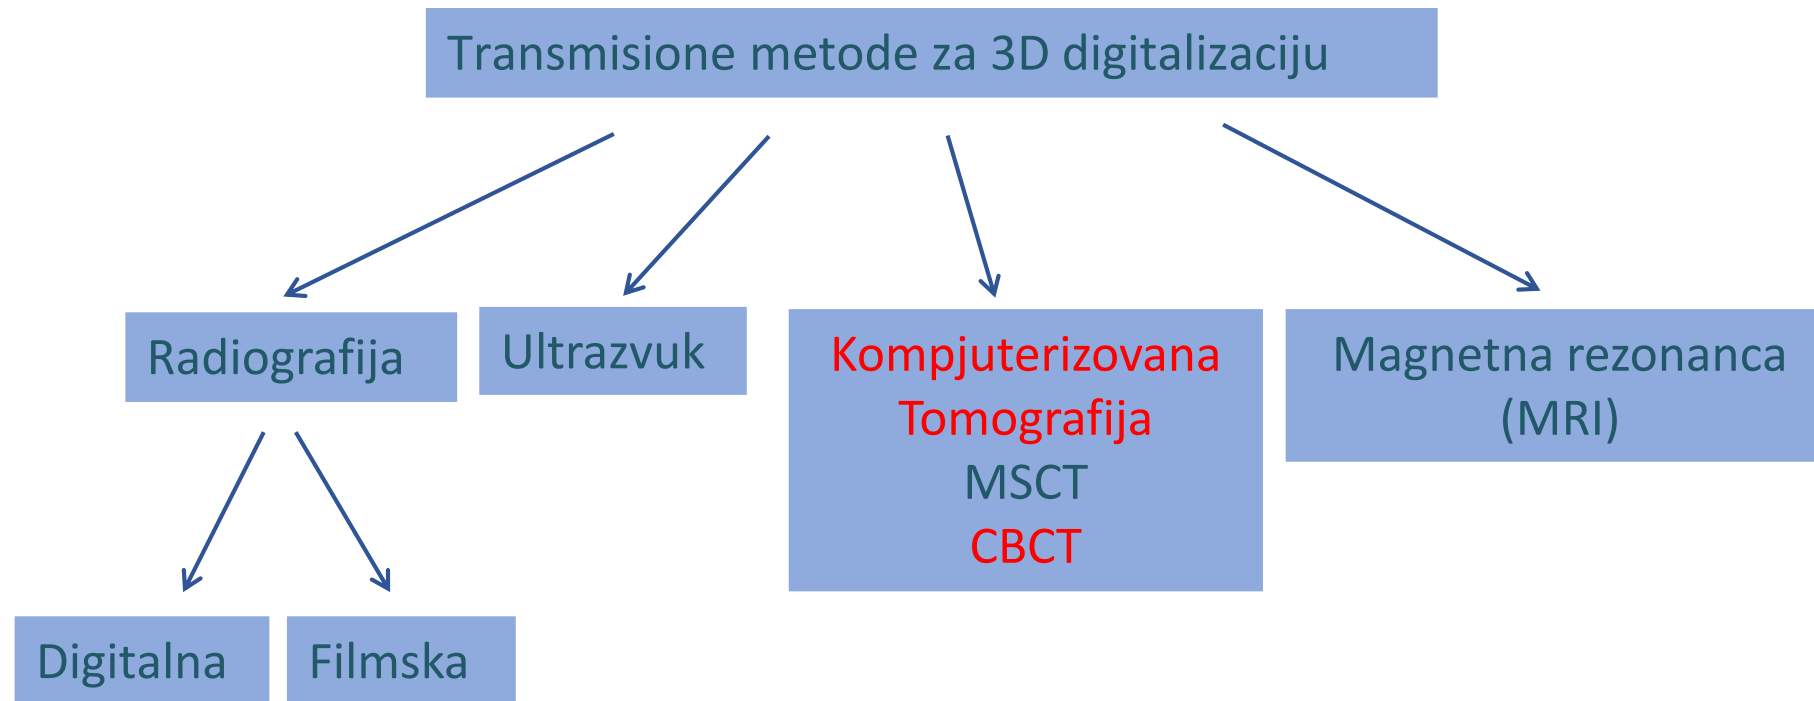 Transmisione metode za 3D digitalizaciju
Radiografija
Ultrazvuk
Kompjuterizovana
Tomografija
MSCT
CBCT
Magnetna rezonanca
(MRI)
Digitalna
Filmska